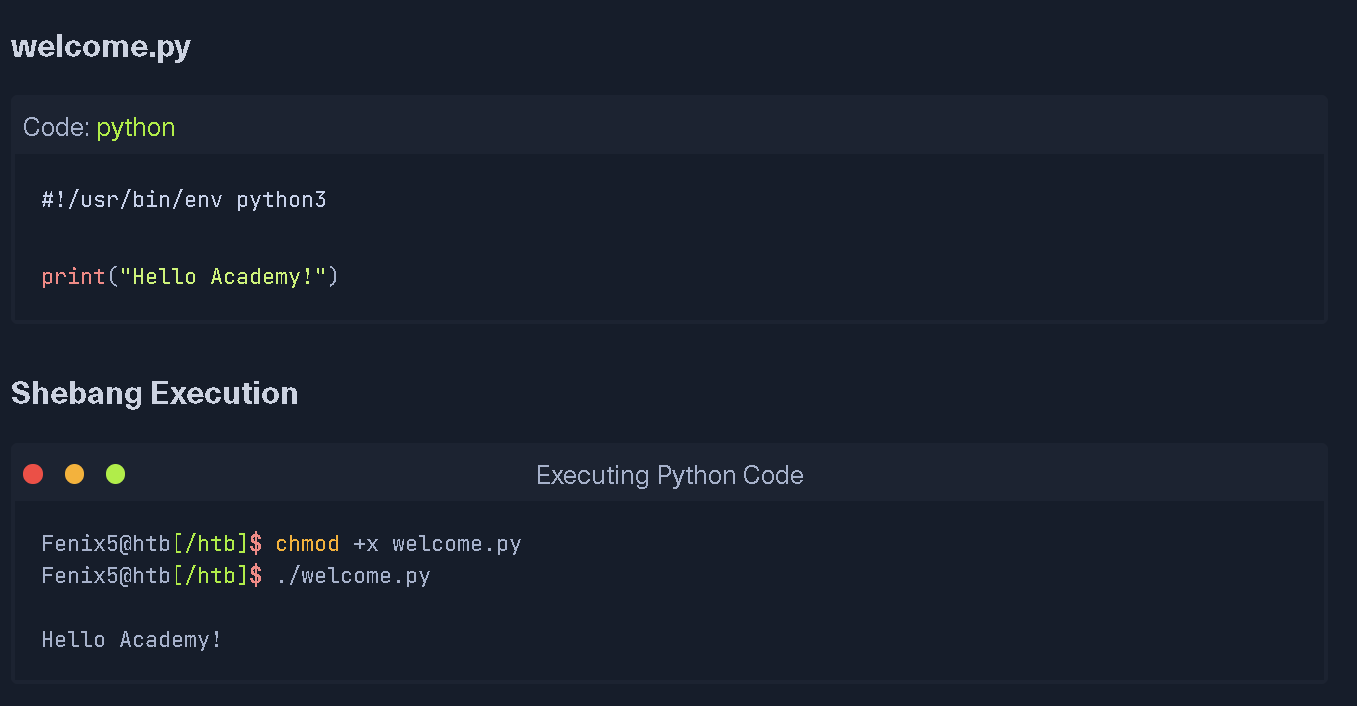 welcome.py
Code: python
#!/usr/bin/env python3
print("Hello Academy!")
Shebang Execution
Executing Python Code
Fenix5@htb[/htb]$ chmod +x welcome.py
Fenix5@htb[/htb]$ ./welcome.py
Hello Academy!